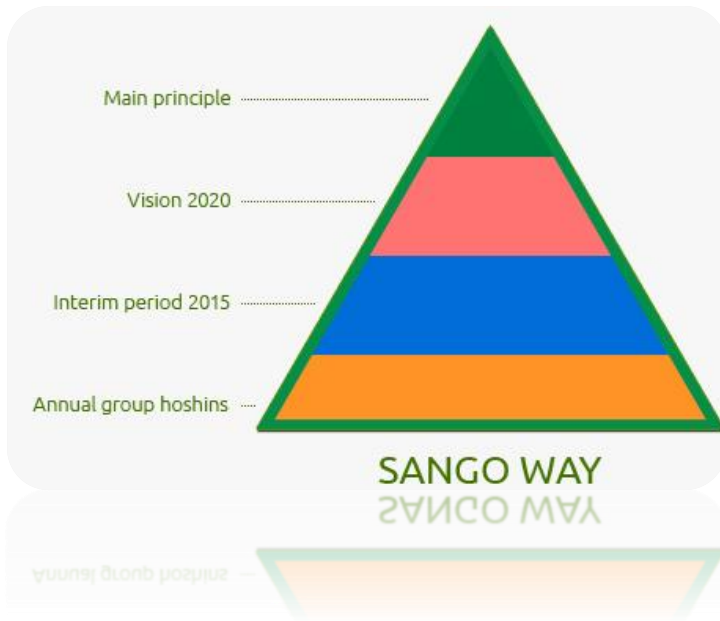 Main principle
Vision 2020
Interim period 2015
Annual group hoshins
SANGO WAY